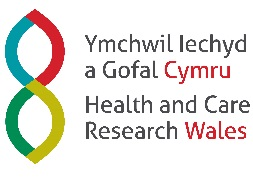 Ymchwil Iechyd
a Gofal Cymru
Health and Care
Research Wales